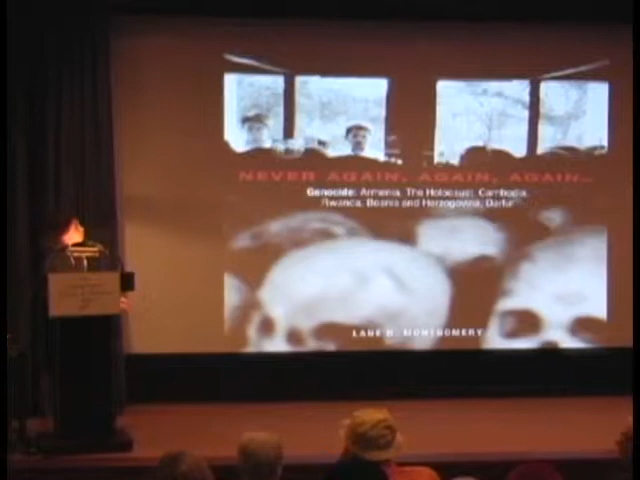 NEVER AGAIN, AGAIN, AGAIN...
Genocide: Armenia, The Holocaust, Cambodia,
Rwanda, Bosnia and Herzegovina, Darfur
LANE H. MONTGOMERY